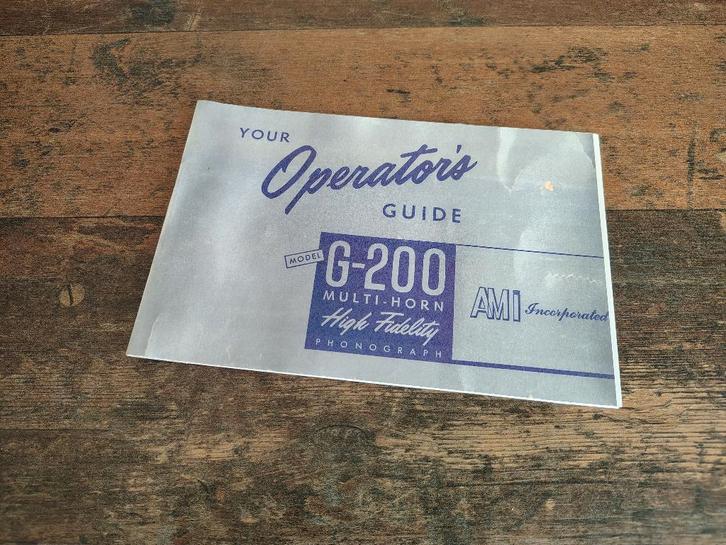 YOUR
Operator's
GUIDE
MODEL
G-200
MULTI-HORN
High Fidelity
PHONOGRAPH
AMI Incorporated